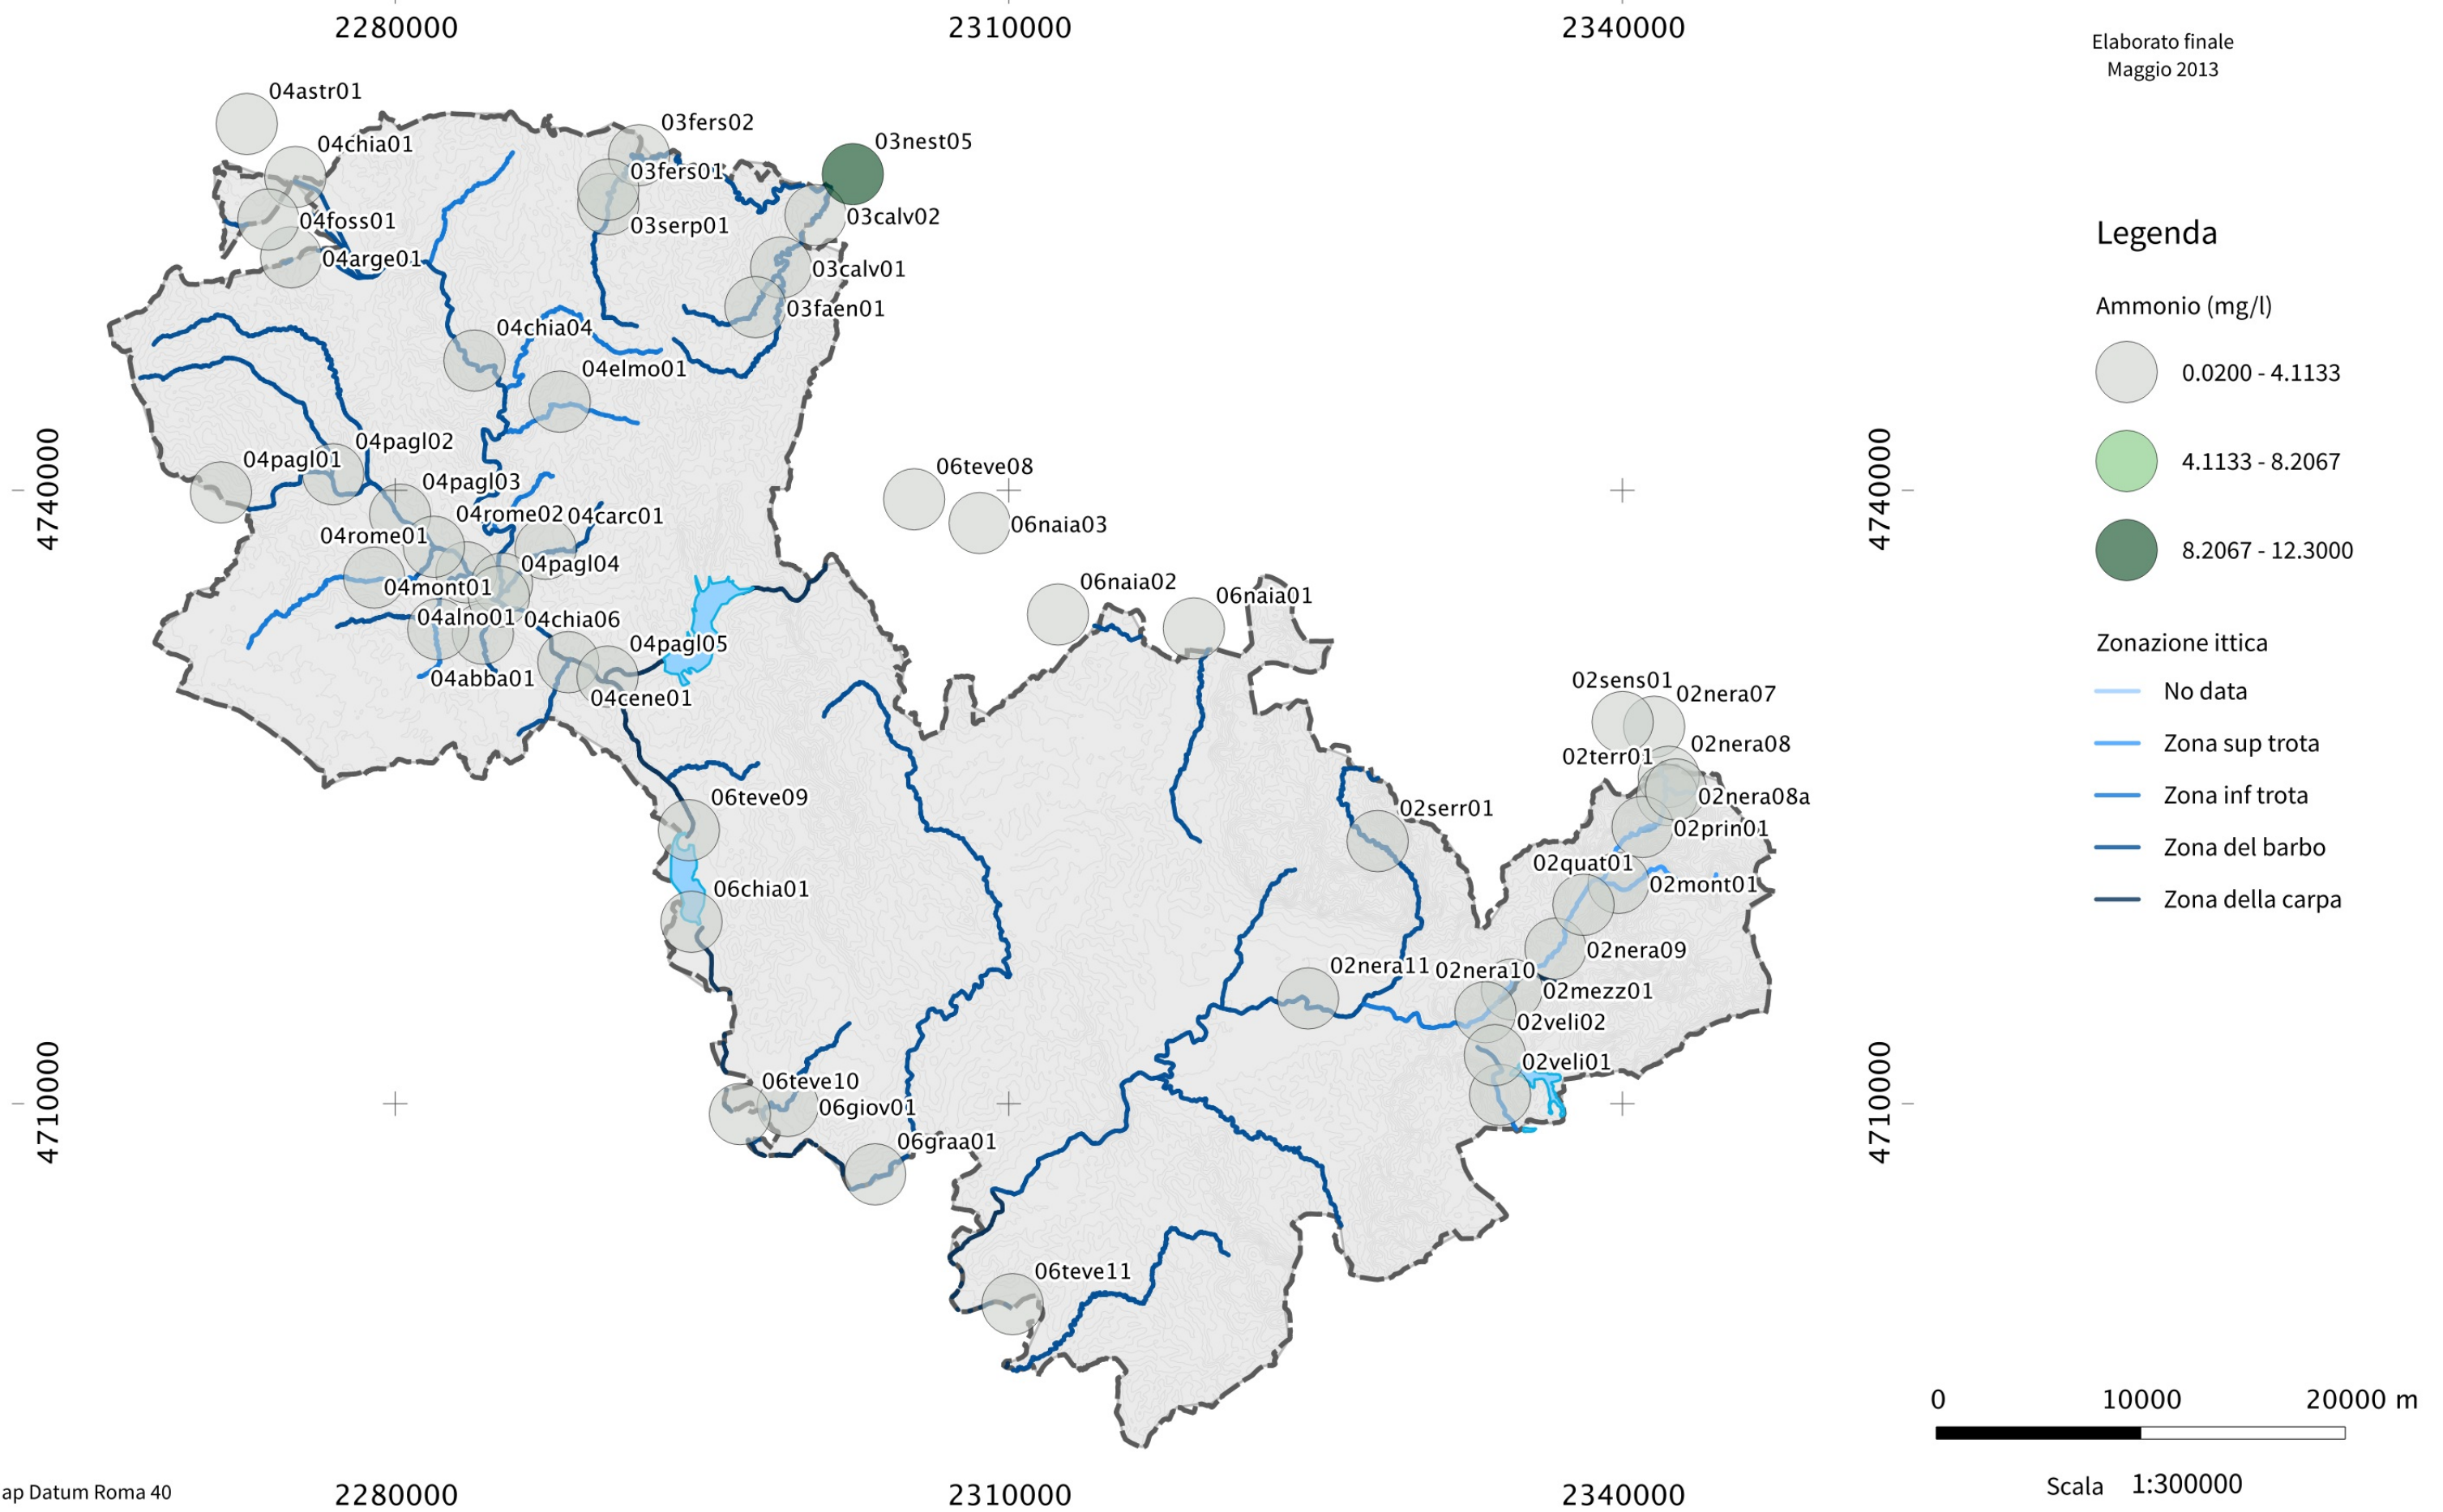 2280000
2310000
2340000
Elaborato finale
Maggio 2013
04astr01
03fers02
04chia01
03nest05
03fers01
04foss01
03calv02
03serp01
04arge01
03calv01
03faen01
04chia04
04elmo01
04pagl02
04pagl01
06teve08
04pagl03
04rome02
04carc01
06naia03
04rome01
04pagl04
04mont01
06naia02
06naia01
04alno01
04chia06
04pagl05
04abba01
04cene01
02sens01
02nera07
02nera08
02terr01
06teve09
02nera08a
02serr01
02prin01
02quat01
06chia01
02mont01
02nera09
02nera11
02nera10
02mezz01
02veli02
02veli01
06teve10
06giov01
06graa01
06teve11
4740000
4710000
4740000
4710000
Legenda
Ammonio (mg/l)
0.0200 - 4.1133
4.1133 - 8.2067
8.2067 - 12.3000
Zonazione ittica
No data
Zona sup trota
Zona inf trota
Zona del barbo
Zona della carpa
0 10000 20000 m
Scala 1:300000
ap Datum Roma 40
2280000
2310000
2340000